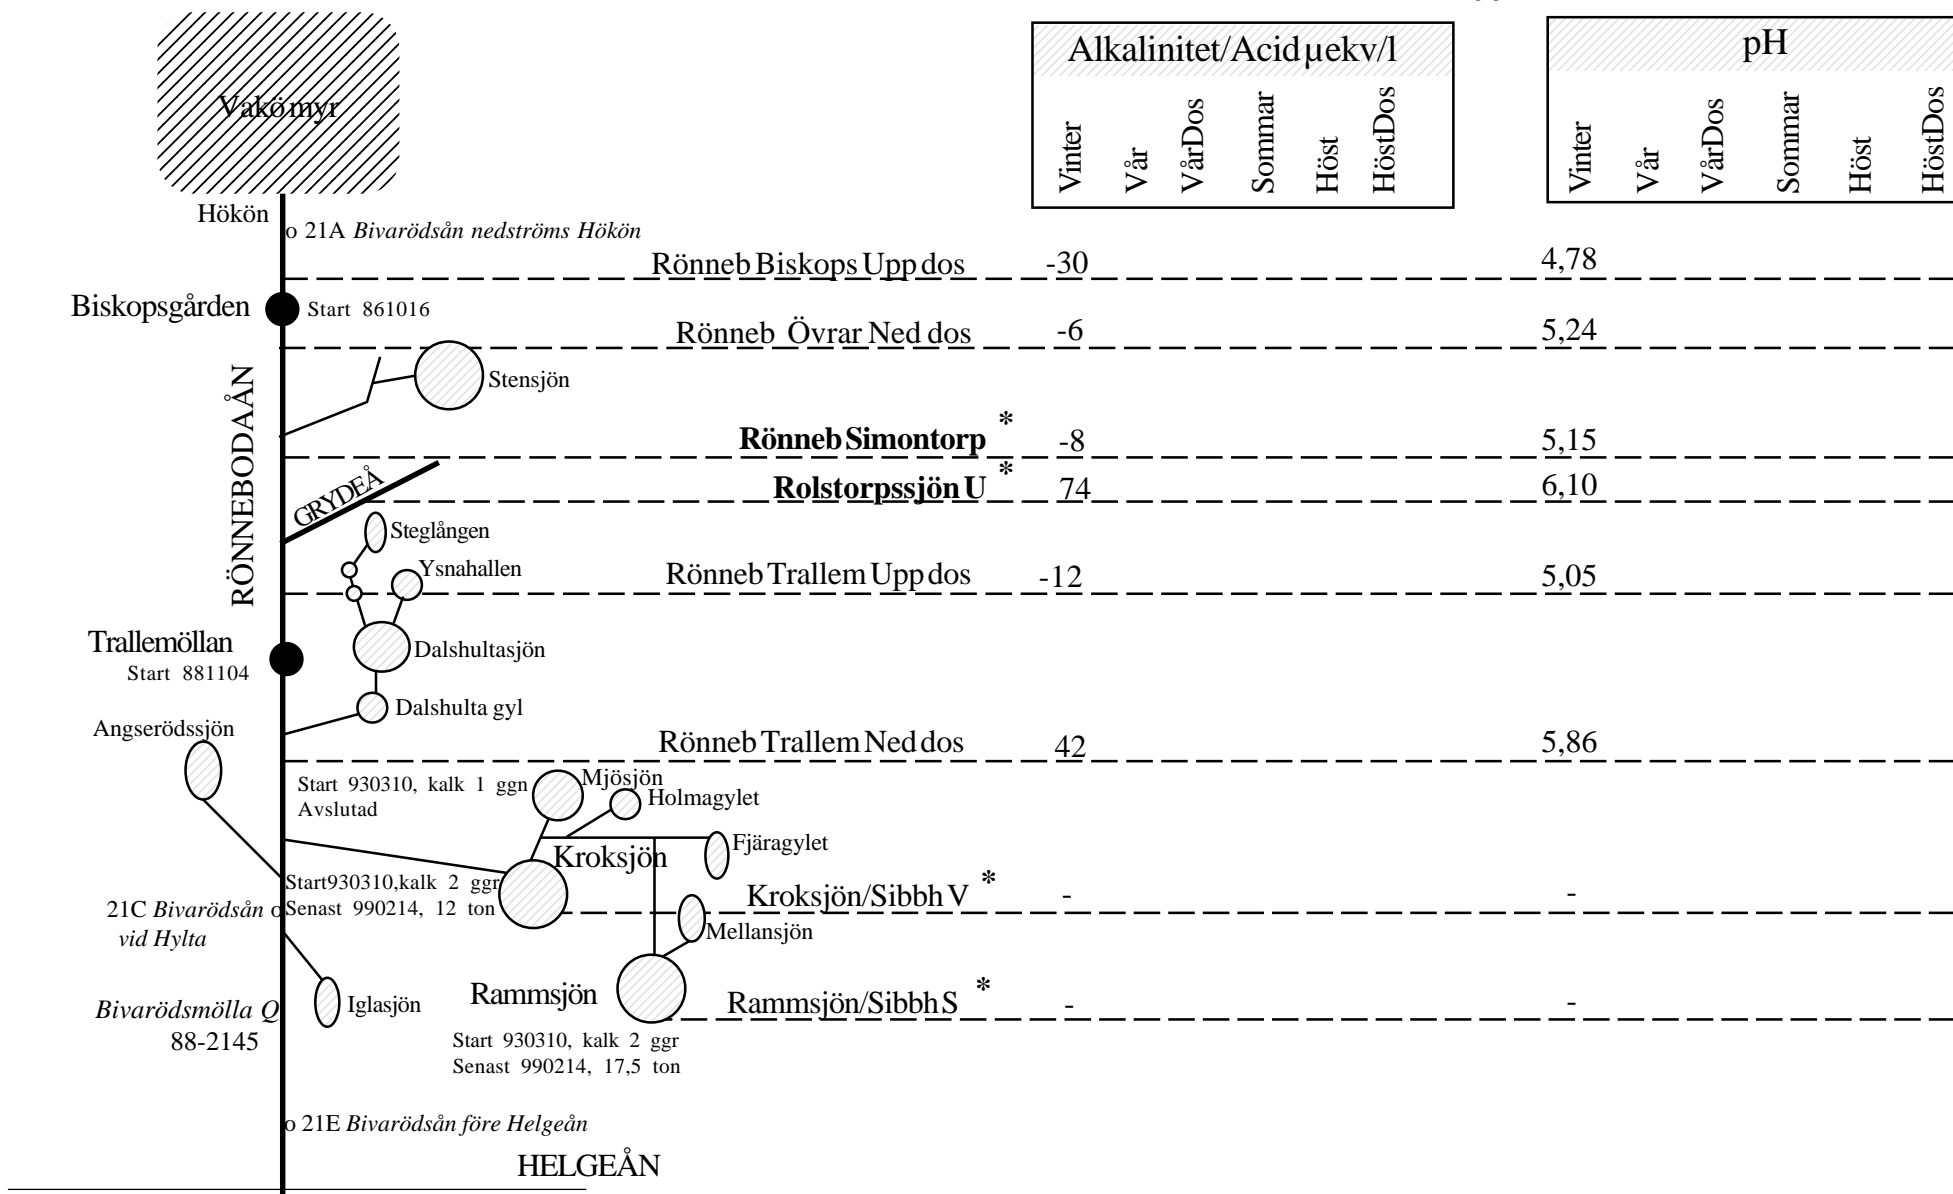 Alkalinitet/Acid µekv/l
Vinter
Vår
VårDos
Sommar
Höst
HöstDos
pH
Vinter
Vår
VårDos
Sommar
Höst
HöstDos
Vakömyr
Hökön
o 21A Bivarödsån nedströms Hökön
Rönneb Biskops Upp dos -30 4,78
Biskopsgården
Start 861016
Rönneb Övrar Ned dos -6 5,24
Stensjön
RÖNNEBODAÅN
Rönneb Simontorp * -8 5,15
Rolstorpssjön U * 74 6,10
GRYDEÅ
Steglången
Ysnahallen
Rönneb Trallem Upp dos -12 5,05
Trallemöllan
Start 881104
Dalshultasjön
Dalshulta gyl
Angserödssjön
Rönneb Trallem Ned dos 42 5,86
Start 930310, kalk 1 ggn
Avslutad
Mjösjön
Holmagylet
Fjäragylet
Kroksjön
Start930310,kalk 2 ggr
Senast 990214, 12 ton
Kroksjön/Sibbh V * - -
21C Bivarödsån o
vid Hylta
Mellansjön
Bivarödsmölla Q
88-2145
Iglasjön
Rammsjön
Rammsjön/Sibbh S * - -
Start 930310, kalk 2 ggr
Senast 990214, 17,5 ton
o 21E Bivarödsån före Helgeån
HELGEÅN